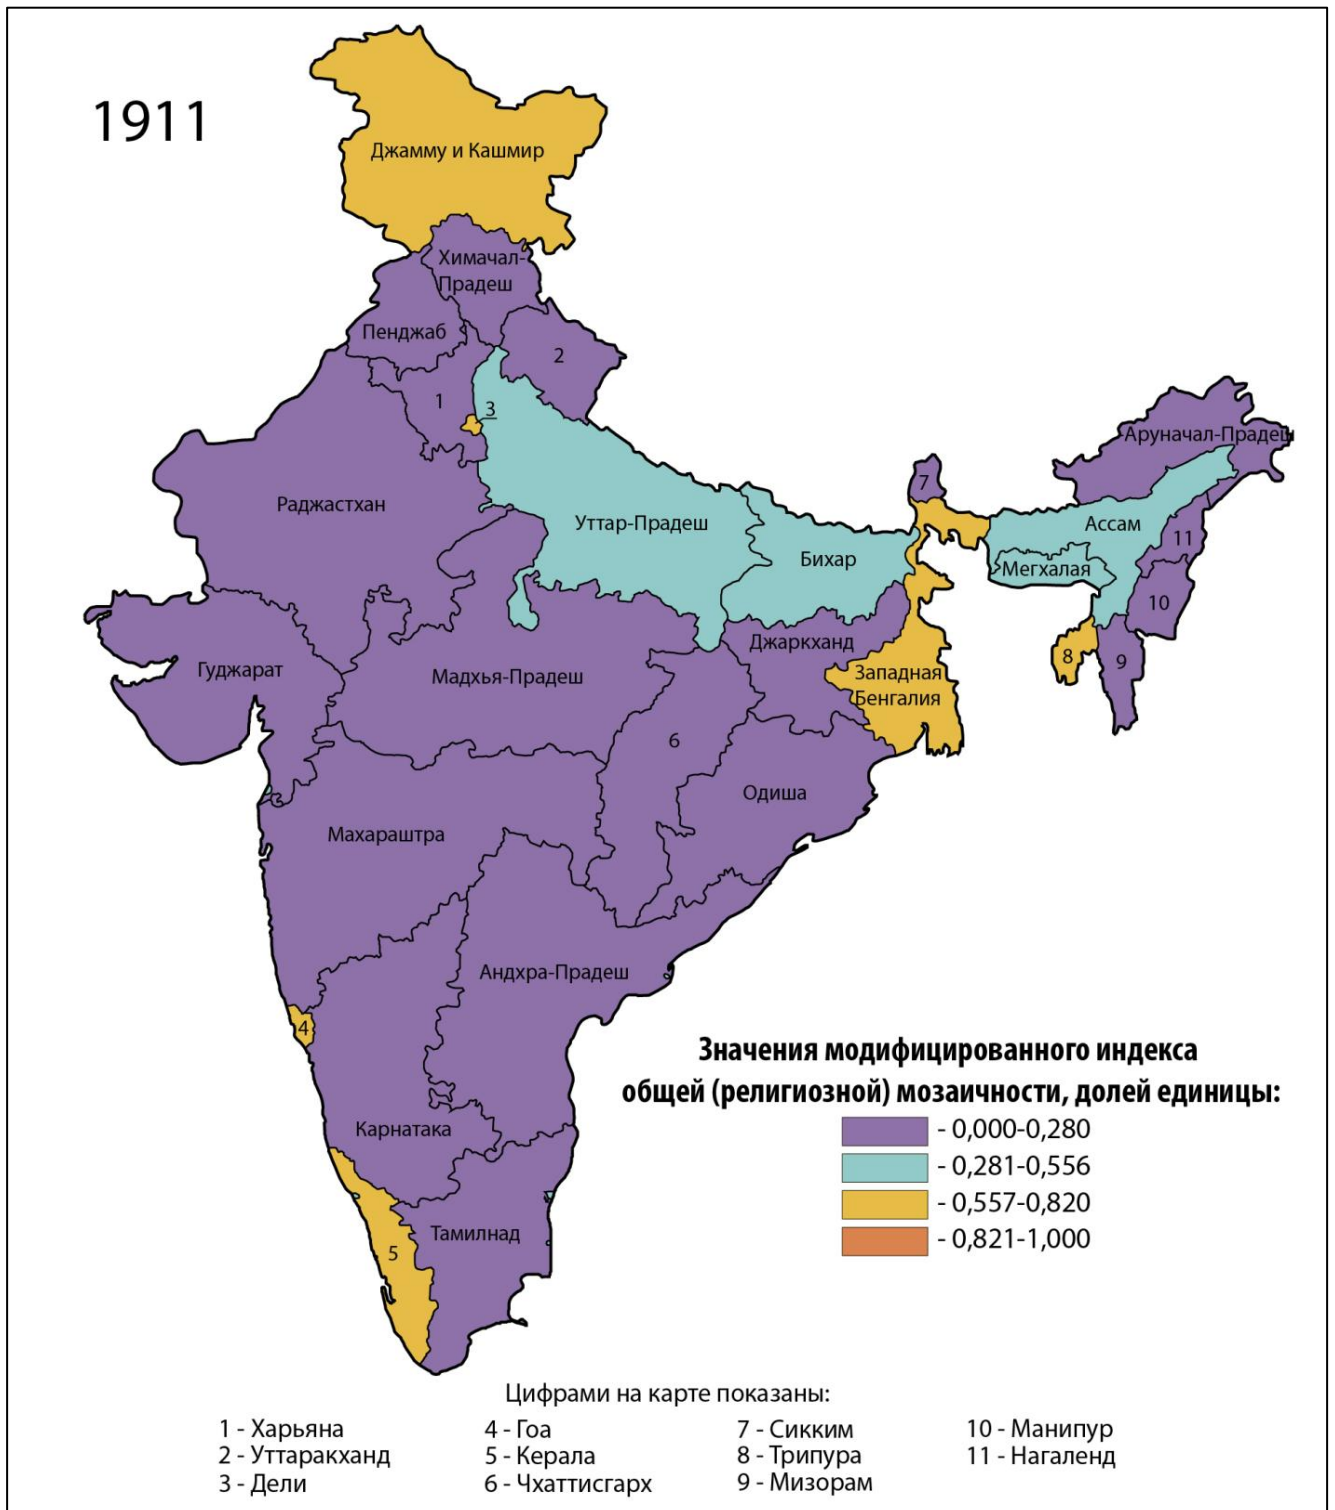 1911
Джамму и Кашмир
Химачал-
Прадеш
Пенджаб
2
1
3
Аруначал-Прадеш
Раджастхан
7
Уттар-Прадеш
Ассам
11
Бихар
Мегхалая
10
Джаркханд
8
9
Гуджарат
Мадхья-Прадеш
Западная
Бенгалия
6
Одиша
Махараштра
Андхра-Прадеш
4
Карнатака
Тамилнад
5
Значения модифицированного индекса
общей (религиозной) мозаичности, долей единицы:
- 0,000-0,280
- 0,281-0,556
- 0,557-0,820
- 0,821-1,000
Цифрами на карте показаны:
1 - Харьяна
2 - Уттаракханд
3 - Дели
4 - Гоа
5 - Керала
6 - Чхаттисгарх
7 - Сикким
8 - Трипура
9 - Мизорам
10 - Манипур
11 - Нагаленд